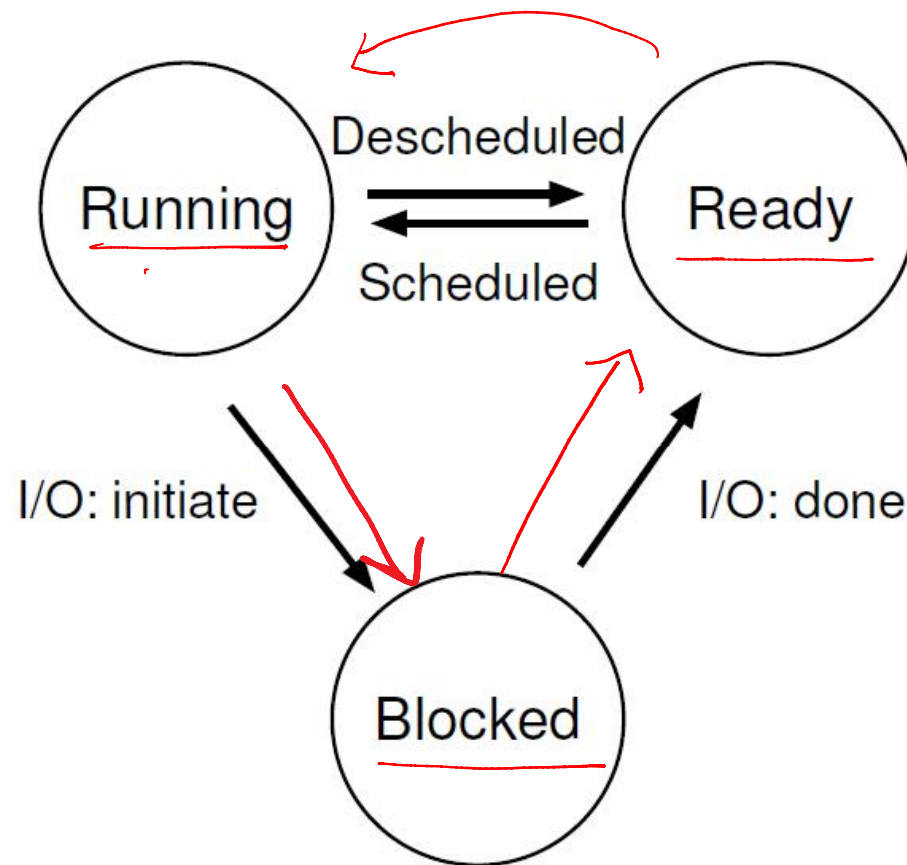 Descheduled
Running
Ready
Scheduled
I/O: initiate
I/O: done
Blocked